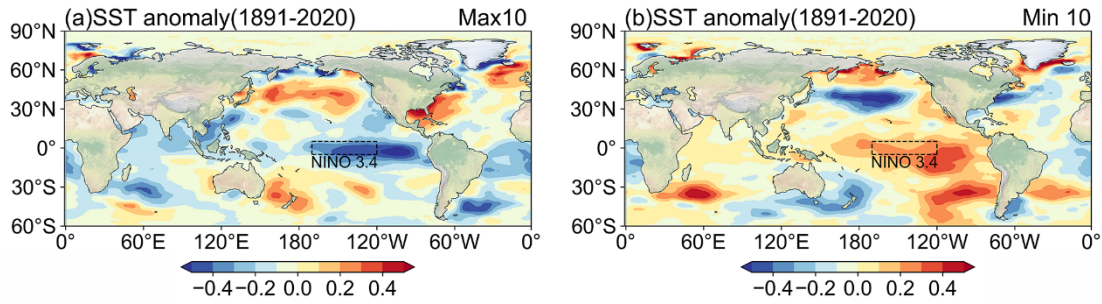 (a)SST anomaly(1891-2020) Max10
90°N
60°N
30°N
0°
30°S
60°S
NINO 3.4
0° 60°E 120°E 180° 120°W 60°W 0°
−0.4 −0.2 0.0 0.2 0.4
(b)SST anomaly(1891-2020) Min 10
90°N
60°N
30°N
0°
30°S
60°S
NINO 3.4
0° 60°E 120°E 180° 120°W 60°W 0°
−0.4 −0.2 0.0 0.2 0.4